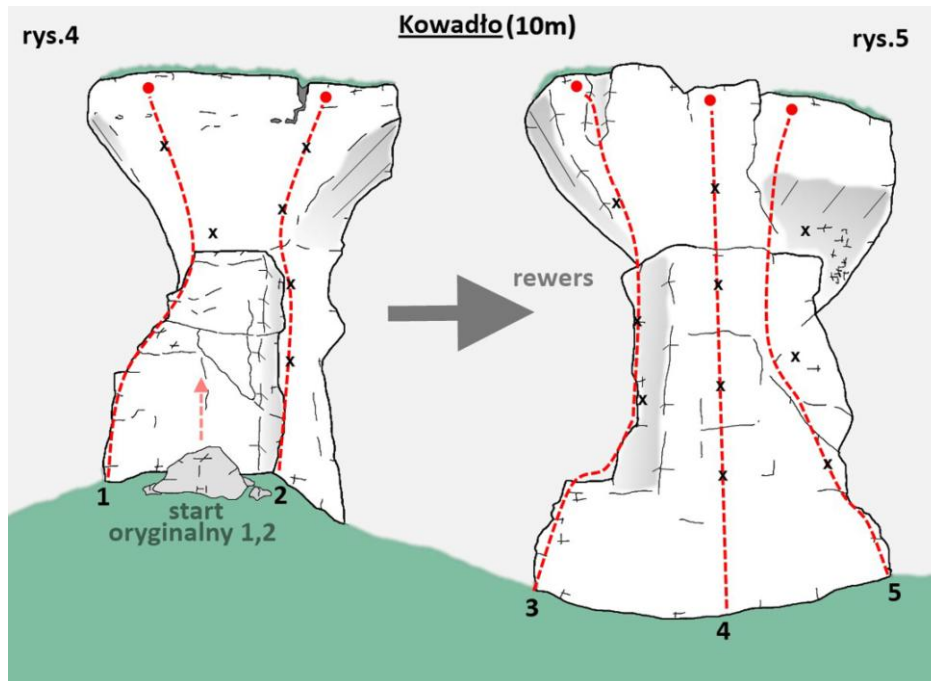 Kowadło (10m)
rys.4
rys.5
rewers
start
oryginalny 1,2
1
2
3
4
5